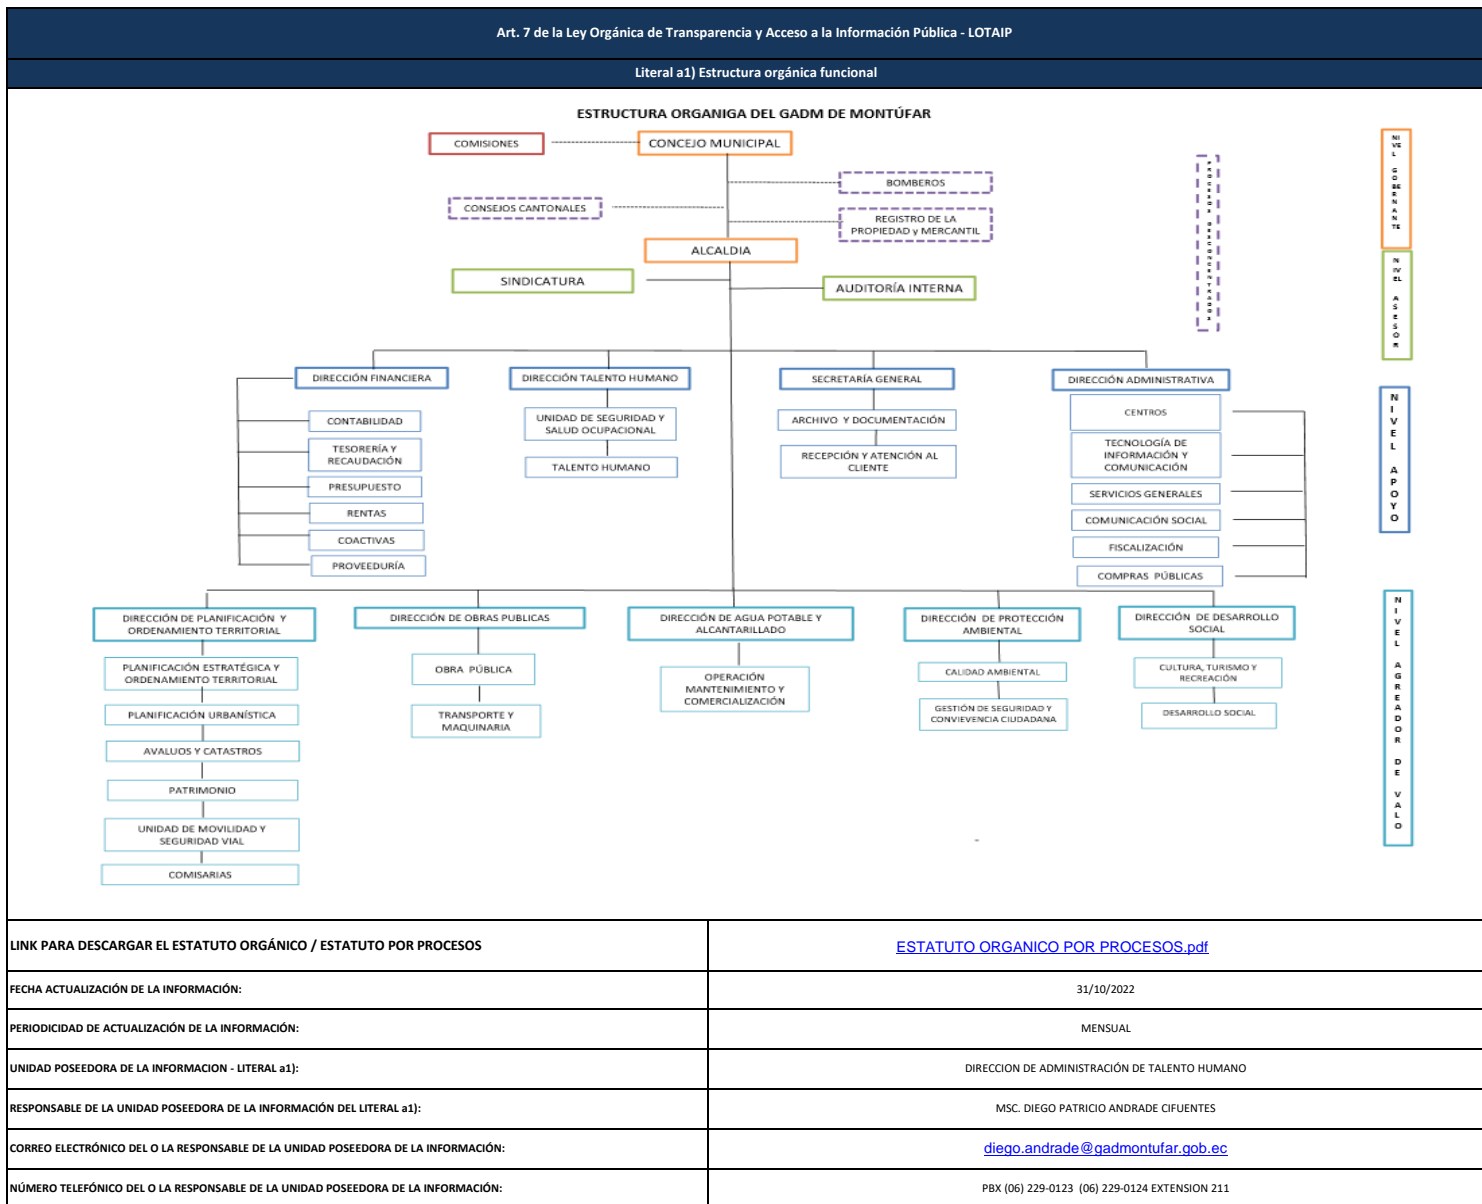 Art. 7 de la Ley Orgánica de Transparencia y Acceso a la Información Pública - LOTAIP
Literal a1) Estructura orgánica funcional
ESTRUCTURA ORGANIGA DEL GADM DE MONTÚFAR
COMISIONES
CONCEJO MUNICIPAL
BOMBEROS
CONSEJOS CANTONALES
REGISTRO DE LA
PROPIEDAD y MERCANTIL
ALCALDIA
SINDICATURA
AUDITORÍA INTERNA
PROCESOS DESCONCENTRADOS
NIVEL GOBERNANTE
NIVEL ASESOR
DIRECCIÓN FINANCIERA
DIRECCIÓN TALENTO HUMANO
SECRETARÍA GENERAL
DIRECCIÓN ADMINISTRATIVA
CONTABILIDAD
TESORERÍA Y
RECAUDACIÓN
PRESUPUESTO
RENTAS
COACTIVAS
PROVEEDURÍA
UNIDAD DE SEGURIDAD Y
SALUD OCUPACIONAL
TALENTO HUMANO
ARCHIVO Y DOCUMENTACIÓN
RECEPCIÓN Y ATENCIÓN AL
CLIENTE
CENTROS
TECNOLOGÍA DE
INFORMACIÓN Y
COMUNICACIÓN
SERVICIOS GENERALES
COMUNICACIÓN SOCIAL
FISCALIZACIÓN
COMPRAS PÚBLICAS
NIVEL APOYO
DIRECCIÓN DE PLANIFICACIÓN Y
ORDENAMIENTO TERRITORIAL
DIRECCIÓN DE OBRAS PUBLICAS
DIRECCIÓN DE AGUA POTABLE Y
ALCANTARILLADO
DIRECCIÓN DE PROTECCIÓN
AMBIENTAL
DIRECCIÓN DE DESARROLLO
SOCIAL
PLANIFICACIÓN ESTRATÉGICA Y
ORDENAMIENTO TERRITORIAL
PLANIFICACIÓN URBANÍSTICA
AVALUOS Y CATASTROS
PATRIMONIO
UNIDAD DE MOVILIDAD Y
SEGURIDAD VIAL
COMISARIAS
OBRA PÚBLICA
TRANSPORTE Y
MAQUINARIA
OPERACIÓN
MANTENIMIENTO Y
COMERCIALIZACIÓN
CALIDAD AMBIENTAL
GESTIÓN DE SEGURIDAD Y
CONVIEVENCIA CIUDADANA
CULTURA, TURISMO Y
RECREACIÓN
DESARROLLO SOCIAL
NIVEL AGREADOR DE VALO
LINK PARA DESCARGAR EL ESTATUTO ORGÁNICO / ESTATUTO POR PROCESOS
ESTATUTO ORGANICO POR PROCESOS.pdf
FECHA ACTUALIZACIÓN DE LA INFORMACIÓN:
31/10/2022
PERIODICIDAD DE ACTUALIZACIÓN DE LA INFORMACIÓN:
MENSUAL
UNIDAD POSEEDORA DE LA INFORMACION - LITERAL a1):
DIRECCION DE ADMINISTRACIÓN DE TALENTO HUMANO
RESPONSABLE DE LA UNIDAD POSEEDORA DE LA INFORMACIÓN DEL LITERAL a1):
MSC. DIEGO PATRICIO ANDRADE CIFUENTES
CORREO ELECTRÓNICO DEL O LA RESPONSABLE DE LA UNIDAD POSEEDORA DE LA INFORMACIÓN:
diego.andrade@gadmontufar.gob.ec
NÚMERO TELEFÓNICO DEL O LA RESPONSABLE DE LA UNIDAD POSEEDORA DE LA INFORMACIÓN:
PBX (06) 229-0123 (06) 229-0124 EXTENSION 211